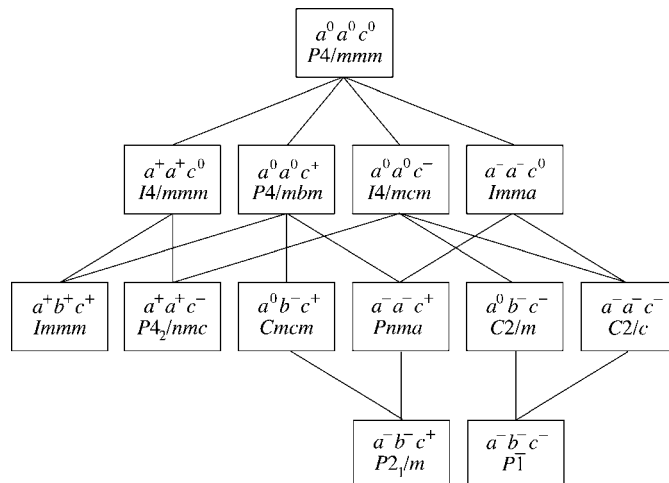 a⁰a⁰c⁰
P4/mmm
a⁺a⁺c⁰
I4/mmm
a⁰a⁰c⁺
P4/mbm
a⁰a⁰c⁻
I4/mcm
a⁻a⁻c⁰
Imma
a⁺b⁺c⁺
Immm
a⁺a⁺c⁻
P4₂/nmc
a⁰b⁻c⁺
Cmcm
a⁻a⁻c⁺
Pnma
a⁰b⁻c⁻
C2/m
a⁻a⁻c⁻
C2/c
a⁻b⁻c⁺
P2₁/m
a⁻b⁻c⁻
P1̅